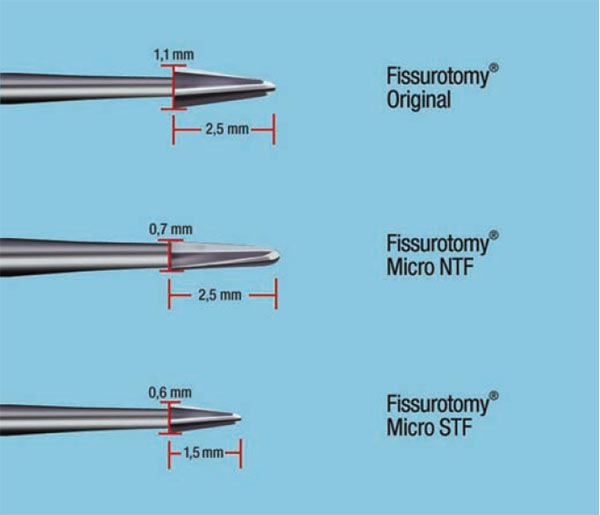 1,1 mm
2,5 mm
Fissurotomy®
Original
0,7 mm
2,5 mm
Fissurotomy®
Micro NTF
0,6 mm
1,5 mm
Fissurotomy®
Micro STF